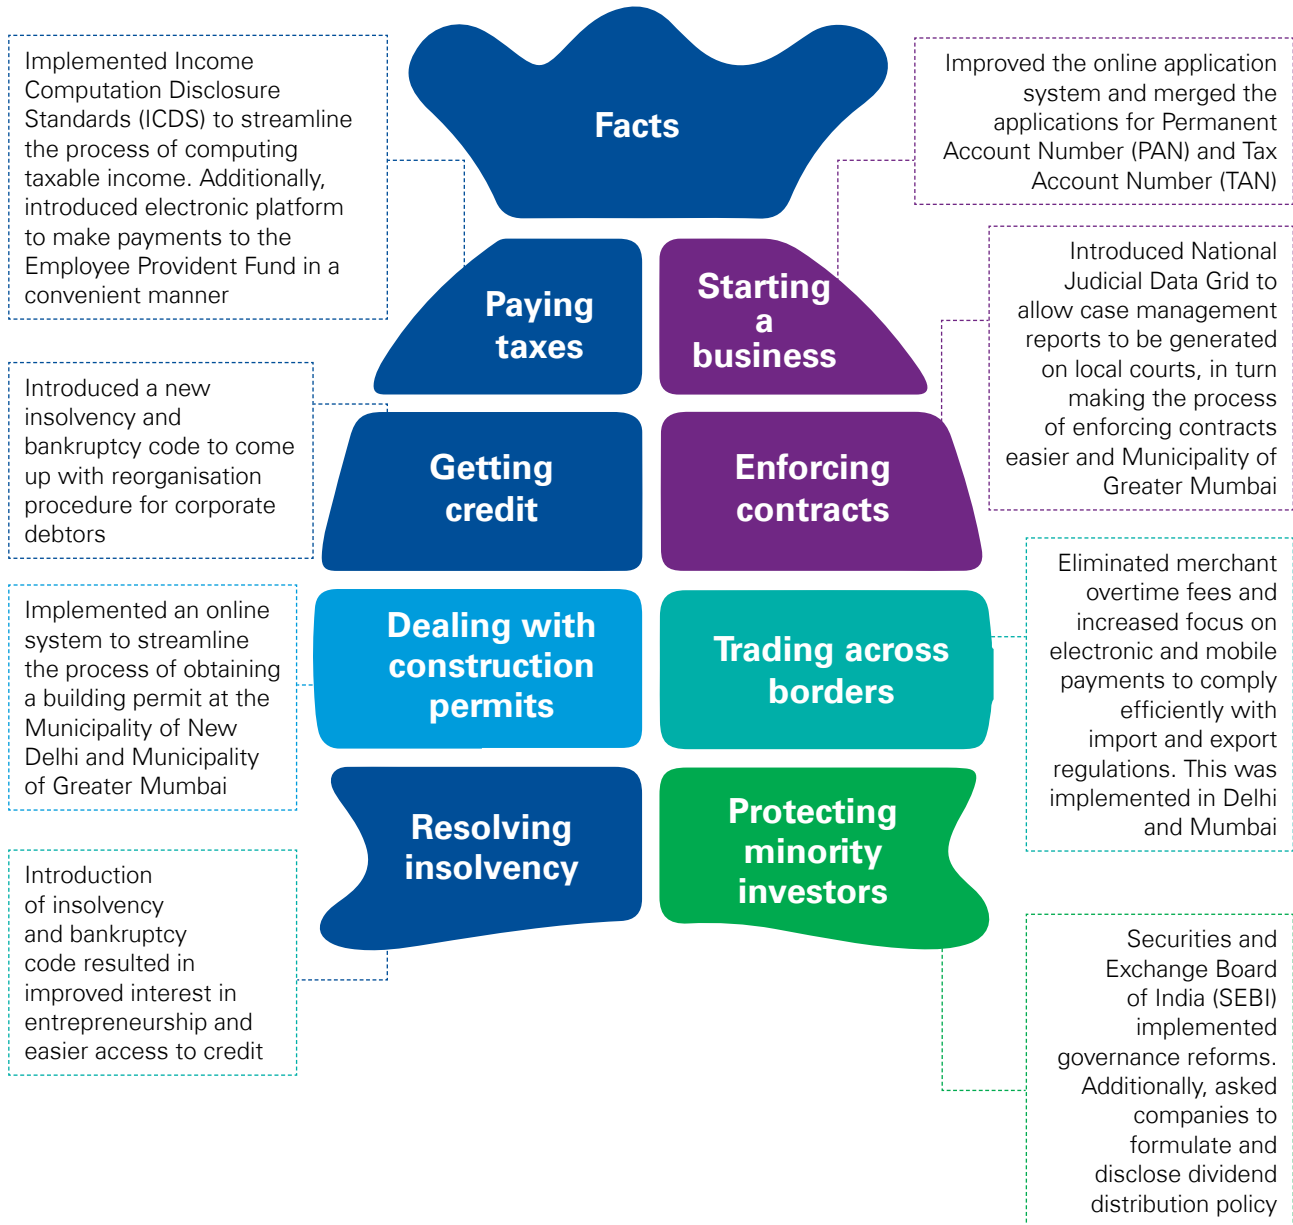 Facts
Implemented Income
Computation Disclosure
Standards (ICDS) to streamline
the process of computing
taxable income. Additionally,
introduced electronic platform
to make payments to the
Employee Provident Fund in a
convenient manner
Paying
taxes
Starting
a
business
Improved the online application
system and merged the
applications for Permanent
Account Number (PAN) and Tax
Account Number (TAN)
Introduced a new
insolvency and
bankruptcy code to come
up with reorganisation
procedure for corporate
debtors
Getting
credit
Enforcing
contracts
Introduced National
Judicial Data Grid to
allow case management
reports to be generated
on local courts, in turn
making the process
of enforcing contracts
easier and Municipality of
Greater Mumbai
Implemented an online
system to streamline
the process of obtaining
a building permit at the
Municipality of New
Delhi and Municipality
of Greater Mumbai
Dealing with
construction
permits
Trading across
borders
Eliminated merchant
overtime fees and
increased focus on
electronic and mobile
payments to comply
efficiently with
import and export
regulations. This was
implemented in Delhi
and Mumbai
Introduction
of insolvency
and bankruptcy
code resulted in
improved interest in
entrepreneurship and
easier access to credit
Resolving
insolvency
Protecting
minority
investors
Securities and
Exchange Board
of India (SEBI)
implemented
governance reforms.
Additionally, asked
companies to
formulate and
disclose dividend
distribution policy